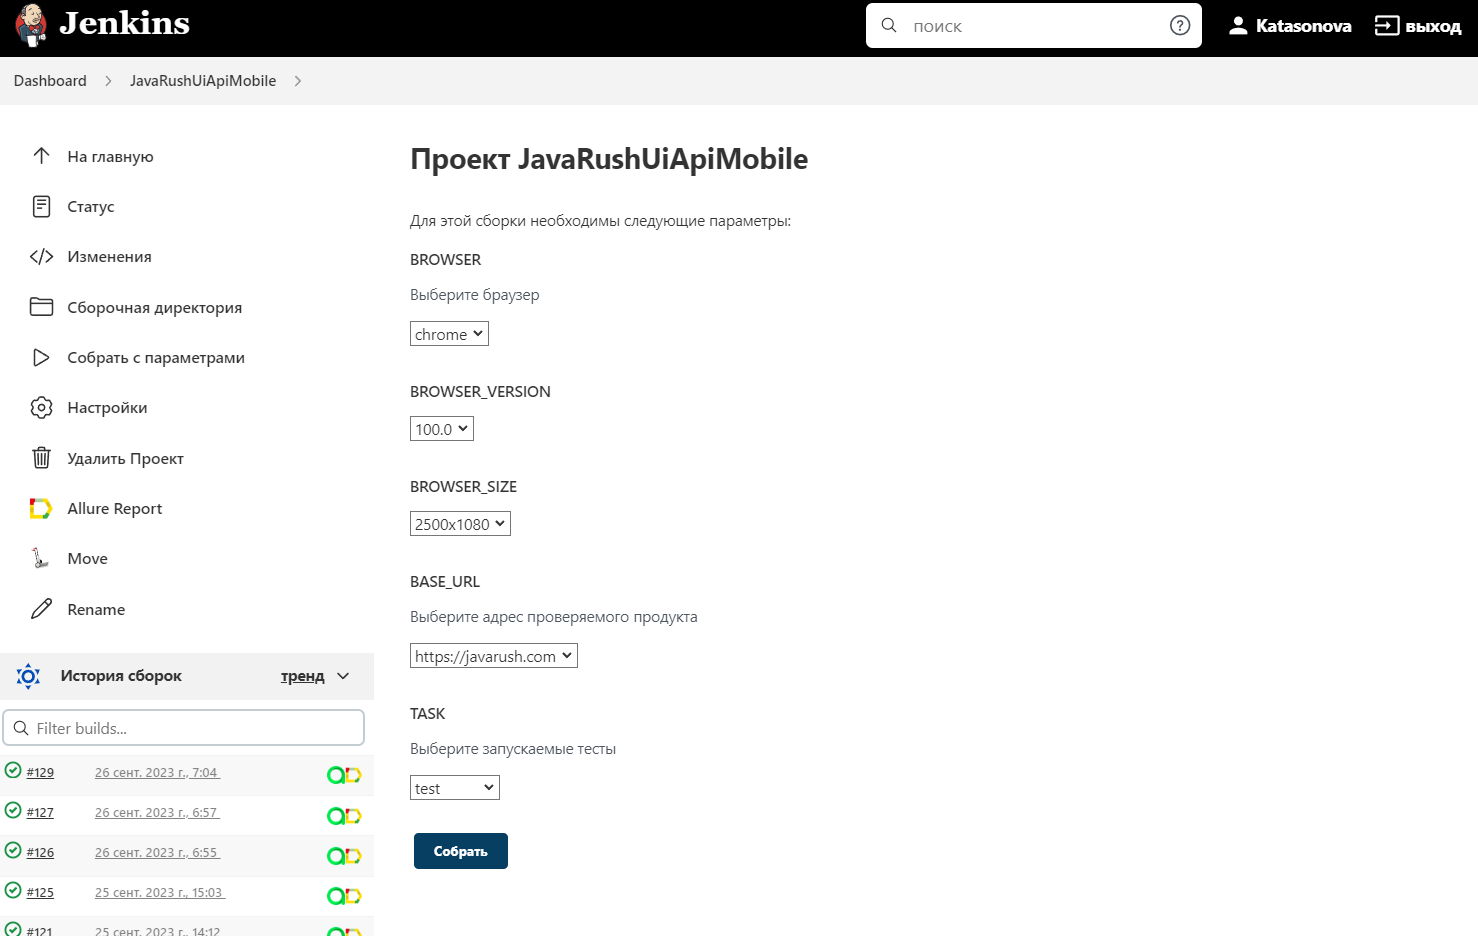 Jenkins
поиск
Katasonova
выход
Dashboard
JavaRushUiApiMobile
На главную
Статус
Изменения
Сборочная директория
Собрать с параметрами
Настройки
Удалить Проект
Allure Report
Move
Rename
История сборок
тренд
Filter builds...
#129 26 сент. 2023 г., 7:04
#127 26 сент. 2023 г., 6:57
#126 26 сент. 2023 г., 6:55
#125 25 сент. 2023 г., 15:03
#121 25 сент. 2023 г., 14:12
Проект JavaRushUiApiMobile
Для этой сборки необходимы следующие параметры:
BROWSER
Выберите браузер
chrome
BROWSER_VERSION
100.0
BROWSER_SIZE
2500x1080
BASE_URL
Выберите адрес проверяемого продукта
https://javarush.com
TASK
Выберите запускаемые тесты
test
Собрать